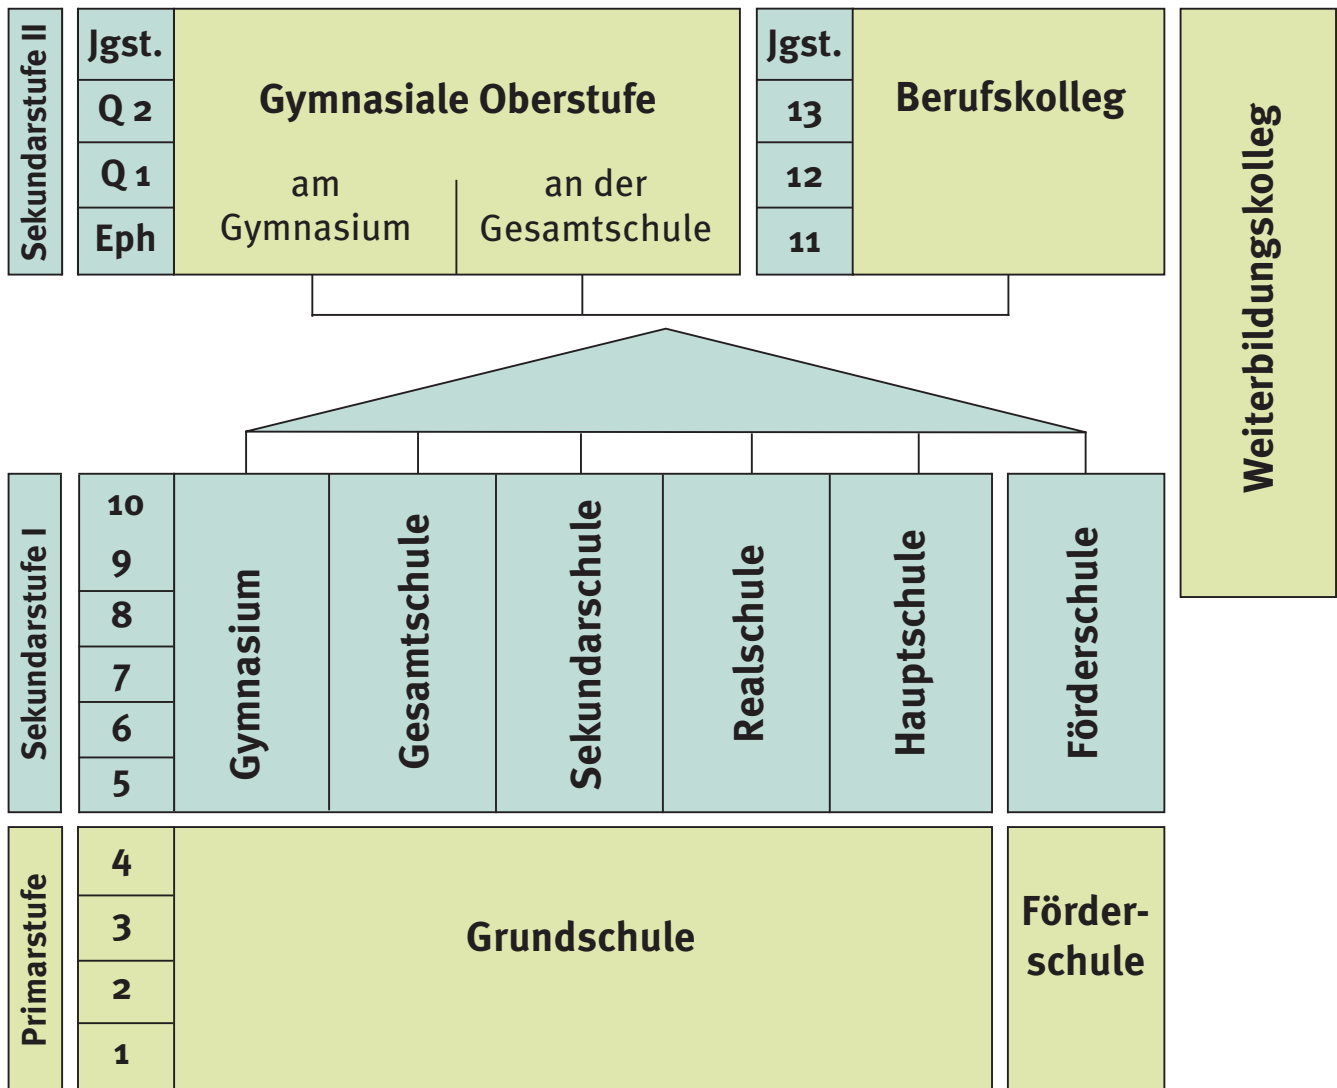 Sekundarstufe II
Jgst.
Q 2
Q 1
Eph
Gymnasiale Oberstufe
am
Gymnasium
an der
Gesamtschule
Jgst.
13
12
11
Berufskolleg
Weiterbildungskolleg
Sekundarstufe I
10
9
8
7
6
5
Gymnasium
Gesamtschule
Sekundarschule
Realschule
Hauptschule
Förderschule
Primarstufe
4
3
2
1
Grundschule
Förder-
schule